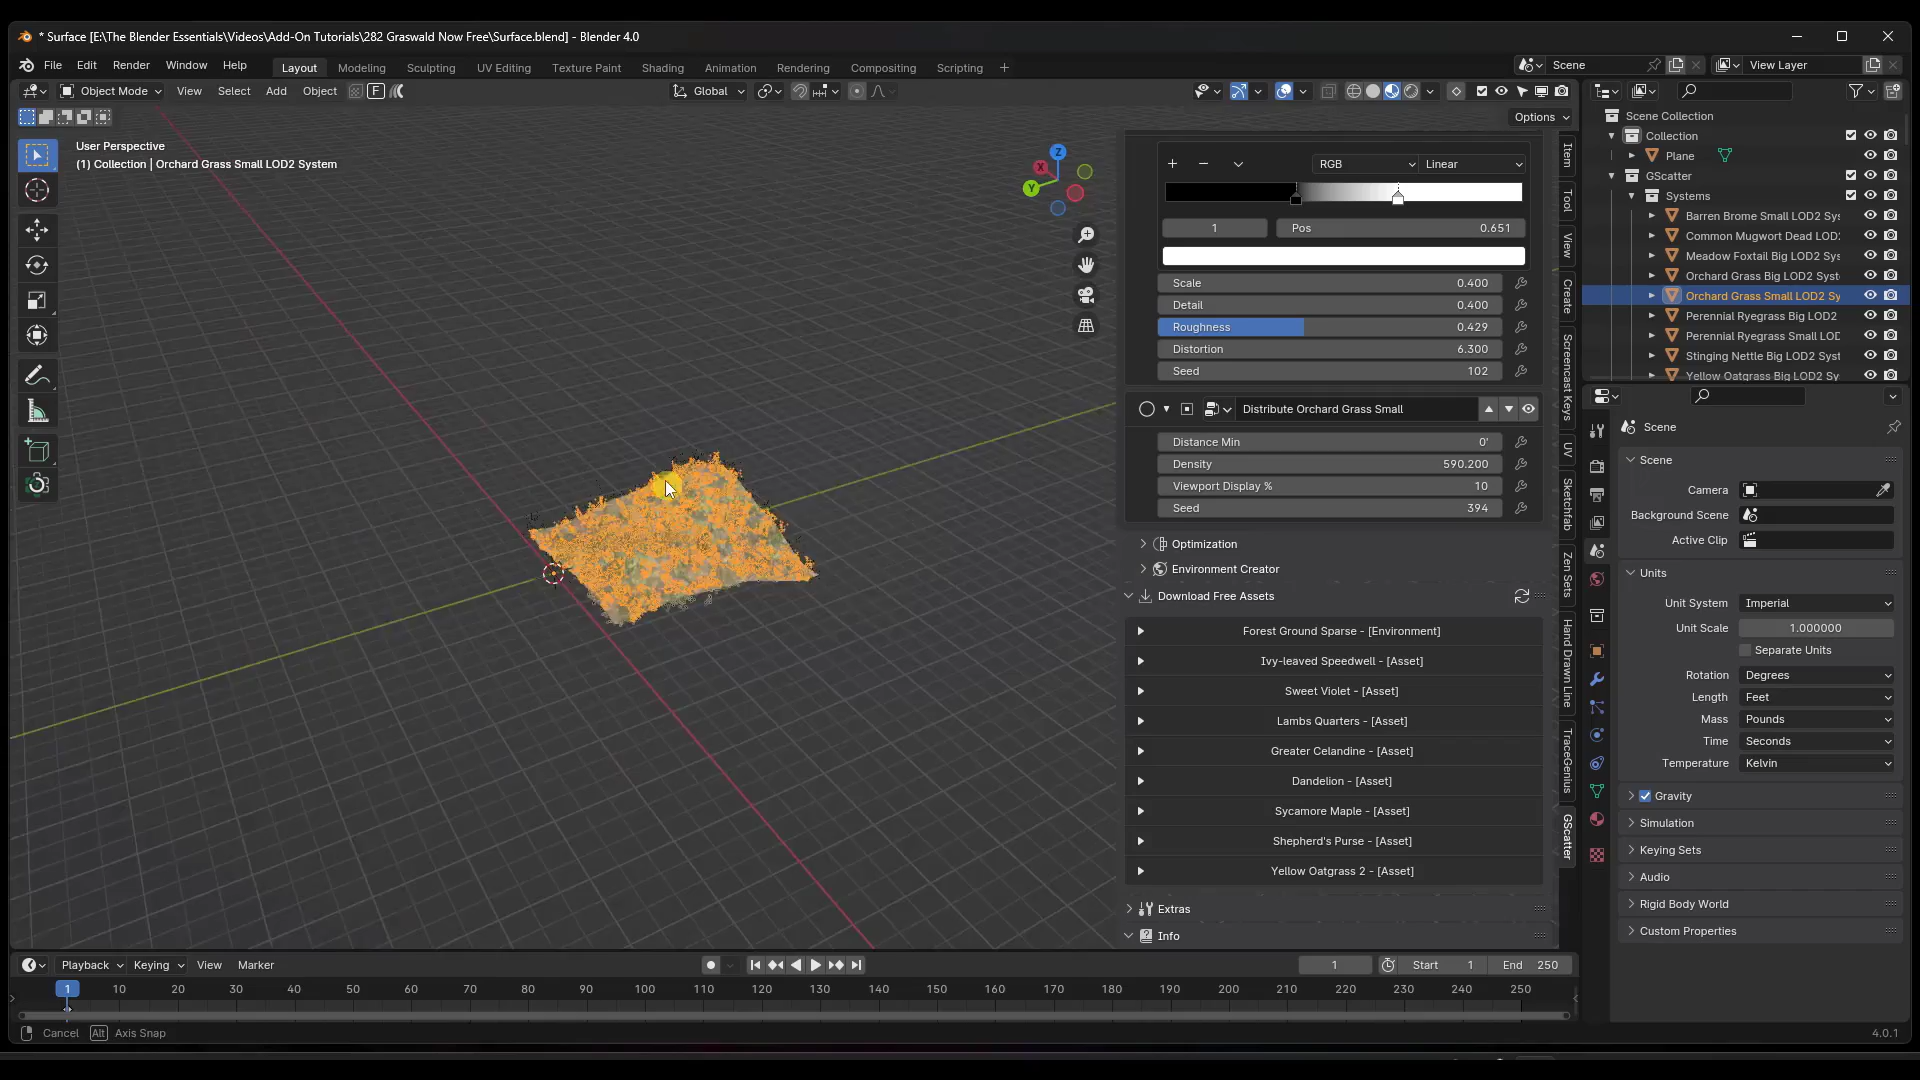 * Surface [E:\The Blender Essentials\Videos\Add-On Tutorials\282 Graswald Now Free\Surface.blend] - Blender 4.0
File Edit Render Window Help
Layout Modeling Sculpting UV Editing Texture Paint Shading Animation Rendering Compositing Scripting +
Scene
View Layer
Object Mode View Select Add Object
Global
Options
User Perspective
(1) Collection | Orchard Grass Small LOD2 System
Z
X
Y
RGB
Linear
1
Pos 0.651
Scale 0.400
Detail 0.400
Roughness 0.429
Distortion 6.300
Seed 102
Distribute Orchard Grass Small
Distance Min 0'
Density 590.200
Viewport Display % 10
Seed 394
Optimization
Environment Creator
Download Free Assets
Forest Ground Sparse - [Environment]
Ivy-leaved Speedwell - [Asset]
Sweet Violet - [Asset]
Lambs Quarters - [Asset]
Greater Celandine - [Asset]
Dandelion - [Asset]
Sycamore Maple - [Asset]
Shepherd's Purse - [Asset]
Yellow Oatgrass 2 - [Asset]
Extras
Info
Item
Tool
View
Create
Screencast Keys
UV
Sketchfab
Zen Sets
Hand Drawn Line
TraceGenius
GScatter
Scene Collection
Collection
Plane
GScatter
Systems
Barren Brome Small LOD2 Sys
Common Mugwort Dead LOD2
Meadow Foxtail Big LOD2 Sys
Orchard Grass Big LOD2 Syst
Orchard Grass Small LOD2 Sy
Perennial Ryegrass Big LOD2
Perennial Ryegrass Small LOD
Stinging Nettle Big LOD2 Syst
Yellow Oatgrass Big LOD2 Sy
Scene
Scene
Camera
Background Scene
Active Clip
Units
Unit System Imperial
Unit Scale 1.000000
Separate Units
Rotation Degrees
Length Feet
Mass Pounds
Time Seconds
Temperature Kelvin
Gravity
Simulation
Keying Sets
Audio
Rigid Body World
Custom Properties
Playback Keying View Marker
1
Start 1
End 250
1 10 20 30 40 50 60 70 80 90 100 110 120 130 140 150 160 170 180 190 200 210 220 230 240 250
Cancel Alt Axis Snap
4.0.1